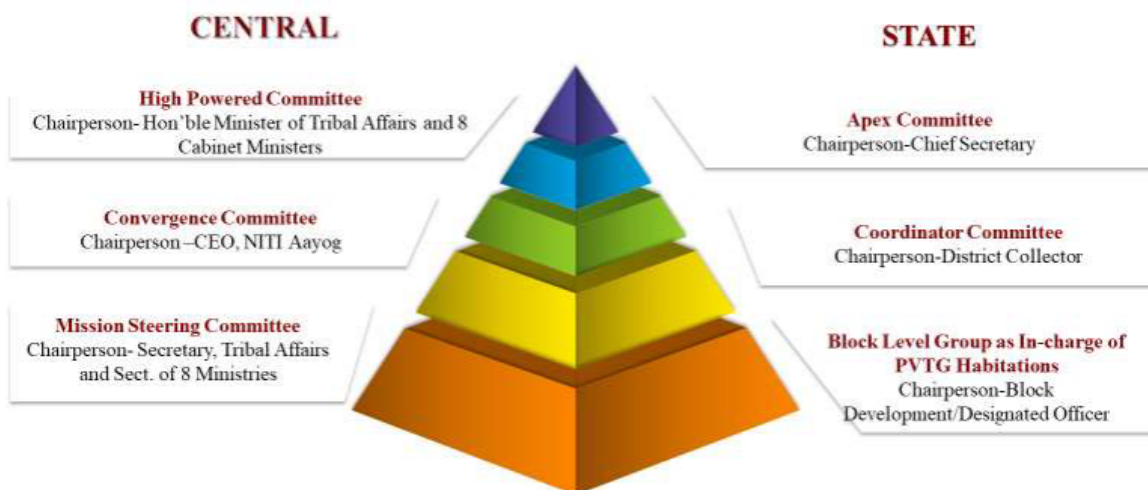 CENTRAL
High Powered Committee
Chairperson- Hon’ble Minister of Tribal Affairs and 8
Cabinet Ministers
Convergence Committee
Chairperson –CEO, NITI Aayog
Mission Steering Committee
Chairperson- Secretary, Tribal Affairs
and Sect. of 8 Ministries
STATE
Apex Committee
Chairperson-Chief Secretary
Coordinator Committee
Chairperson-District Collector
Block Level Group as In-charge of
PVTG Habitations
Chairperson-Block
Development/Designated Officer